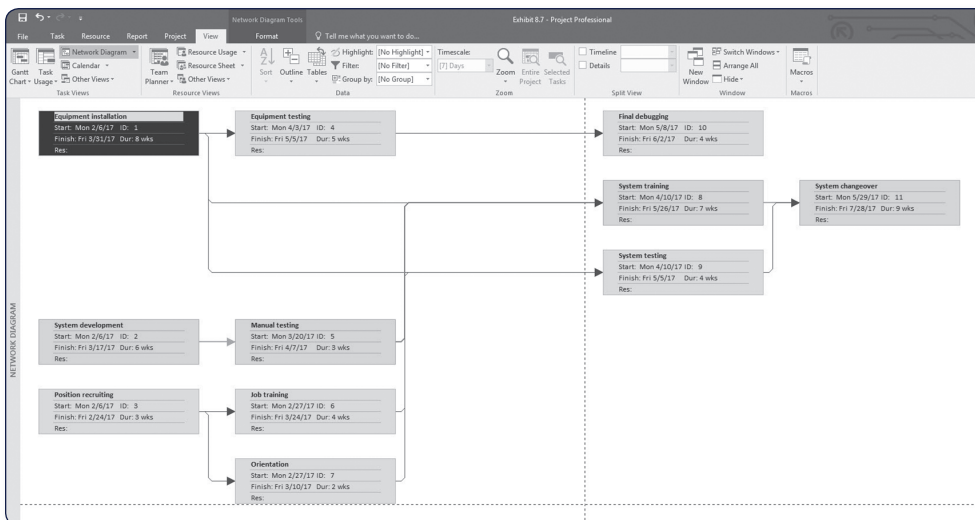 Network Diagram Tools
Exhibit 8.7 - Project Professional
File Task Resource Report Project View Format Tell me what you want to do...
Gantt Chart
Task Usage
Network Diagram
Calendar
Other Views
Task Views
Team Planner
Resource Usage
Resource Sheet
Other Views
Resource Views
Sort
Outline
Tables
Highlight: [No Highlight]
Filter: [No Filter]
Group by: [No Group]
Data
Timescale:
[7] Days
Zoom
Entire Project
Selected Tasks
Zoom
Timeline
Details
Split View
New Window
Switch Windows
Arrange All
Hide
Window
Macros
Macros
NETWORK DIAGRAM
Equipment installation
Start: Mon 2/6/17 ID: 1
Finish: Fri 3/31/17 Dur: 8 wks
Res:
Equipment testing
Start: Mon 4/3/17 ID: 4
Finish: Fri 5/5/17 Dur: 5 wks
Res:
Final debugging
Start: Mon 5/8/17 ID: 10
Finish: Fri 6/2/17 Dur: 4 wks
Res:
System training
Start: Mon 4/10/17 ID: 8
Finish: Fri 5/26/17 Dur: 7 wks
Res:
System changeover
Start: Mon 5/29/17 ID: 11
Finish: Fri 7/28/17 Dur: 9 wks
Res:
System testing
Start: Mon 4/10/17 ID: 9
Finish: Fri 5/5/17 Dur: 4 wks
Res:
System development
Start: Mon 2/6/17 ID: 2
Finish: Fri 3/17/17 Dur: 6 wks
Res:
Manual testing
Start: Mon 3/20/17 ID: 5
Finish: Fri 4/7/17 Dur: 3 wks
Res:
Position recruiting
Start: Mon 2/6/17 ID: 3
Finish: Fri 2/24/17 Dur: 3 wks
Res:
Job training
Start: Mon 2/27/17 ID: 6
Finish: Fri 3/24/17 Dur: 4 wks
Res:
Orientation
Start: Mon 2/27/17 ID: 7
Finish: Fri 3/10/17 Dur: 2 wks
Res: